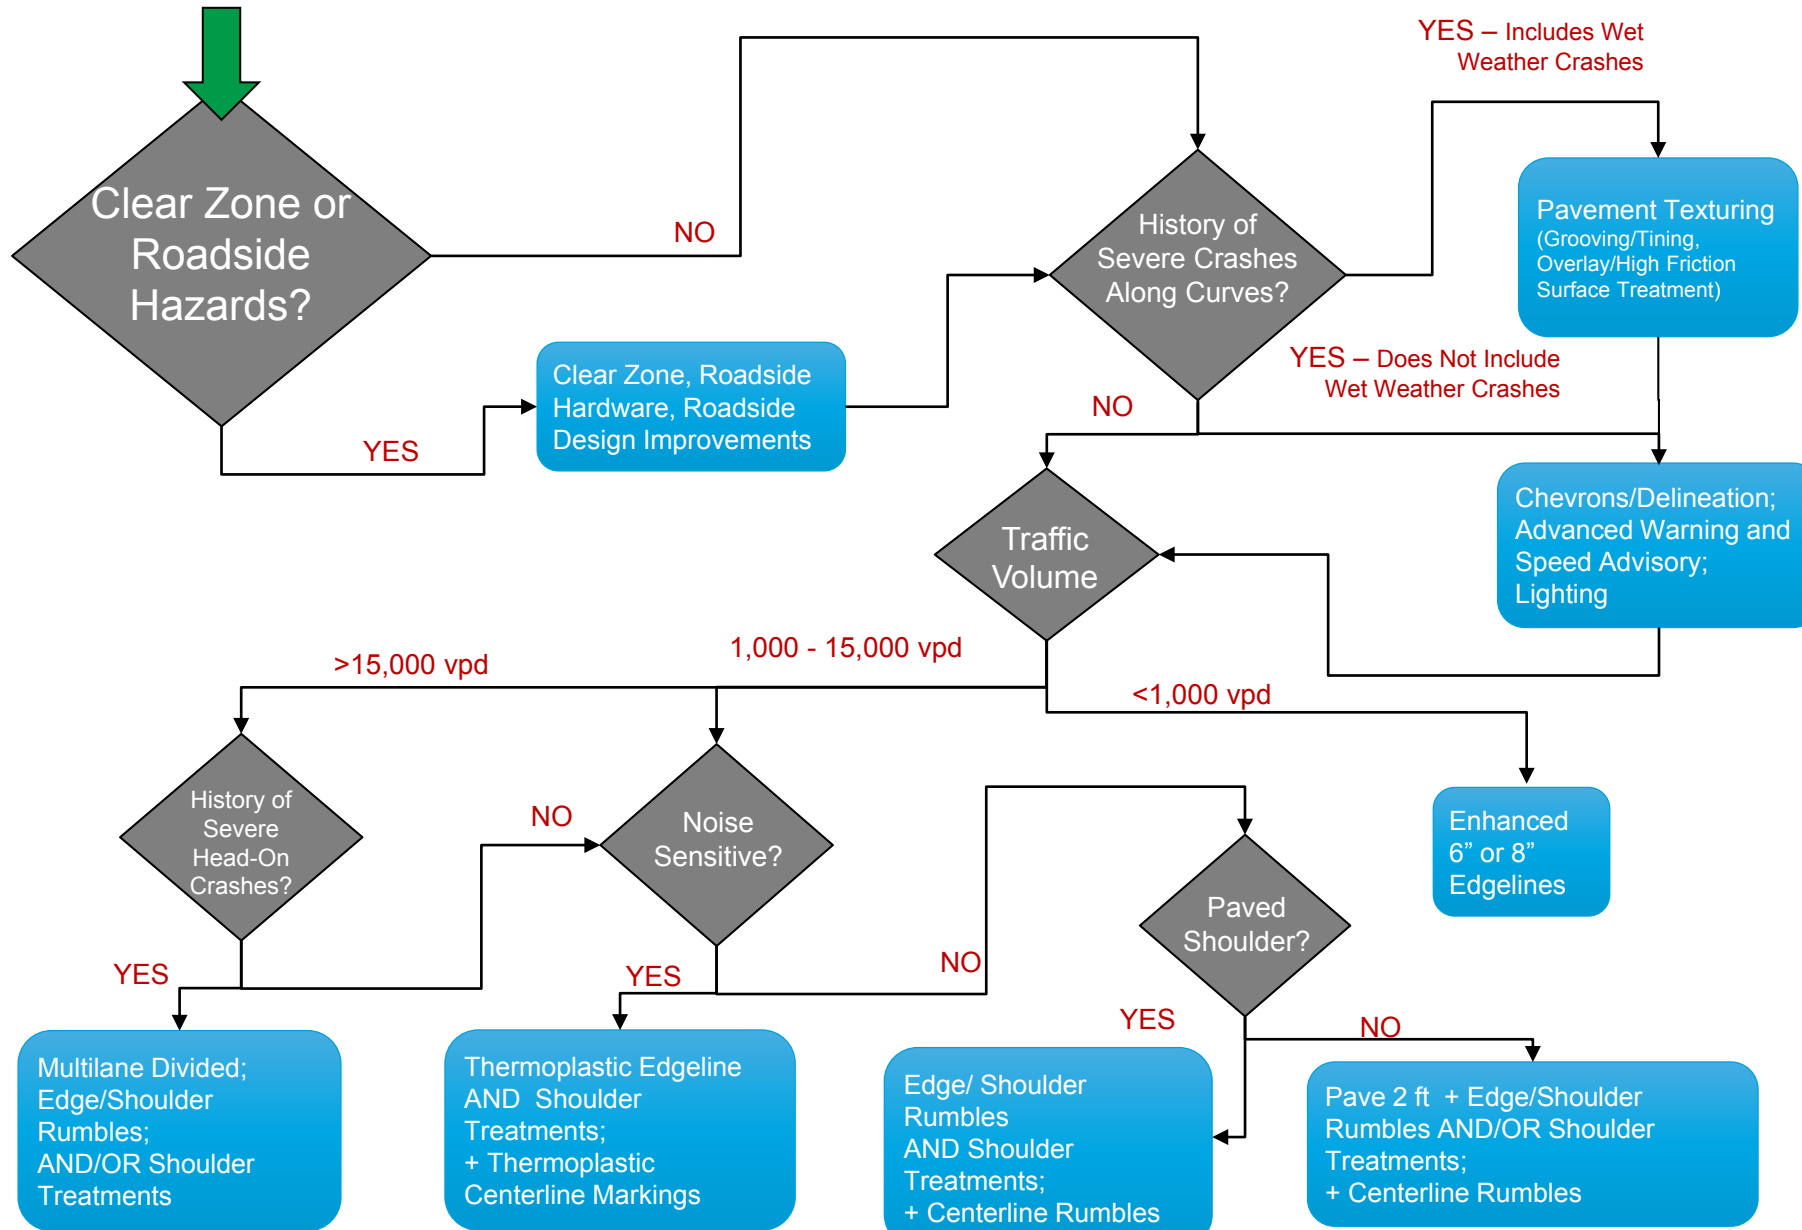 YES – Includes Wet
Weather Crashes
Clear Zone or
Roadside
Hazards?
NO
History of
Severe Crashes
Along Curves?
Pavement Texturing
(Grooving/Tining,
Overlay/High Friction
Surface Treatment)
YES – Does Not Include
Wet Weather Crashes
Clear Zone, Roadside
Hardware, Roadside
Design Improvements
YES
NO
Chevrons/Delineation;
Advanced Warning and
Speed Advisory;
Lighting
Traffic
Volume
>15,000 vpd
1,000 - 15,000 vpd
<1,000 vpd
History of
Severe
Head-On
Crashes?
NO
Noise
Sensitive?
Enhanced
6” or 8”
Edgelines
Paved
Shoulder?
YES
YES
NO
YES
NO
Multilane Divided;
Edge/Shoulder
Rumbles;
AND/OR Shoulder
Treatments
Thermoplastic Edgeline
AND  Shoulder
Treatments;
+ Thermoplastic
Centerline Markings
Edge/ Shoulder
Rumbles
AND Shoulder
Treatments;
+ Centerline Rumbles
Pave 2 ft  + Edge/Shoulder
Rumbles AND/OR Shoulder
Treatments;
+ Centerline Rumbles